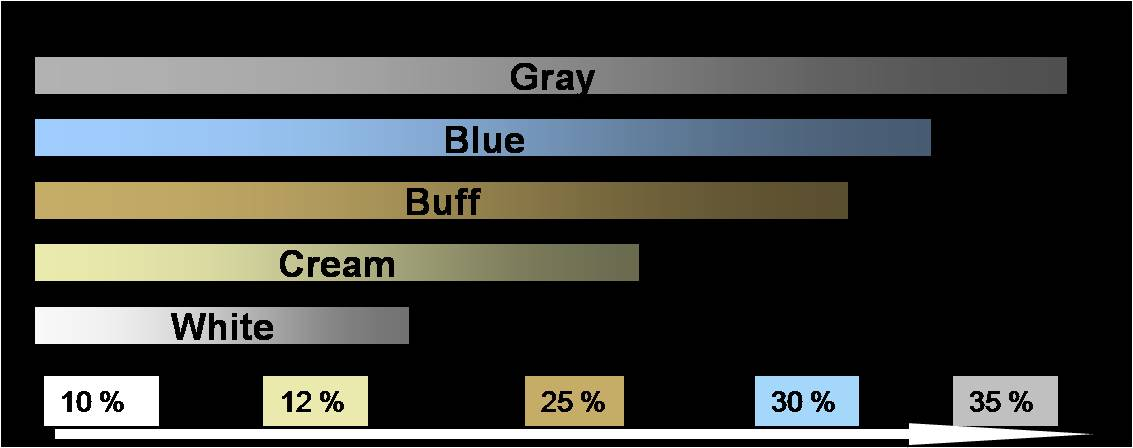 Gray
Blue
Buff
Cream
White
10 % 12 % 25 % 30 % 35 %